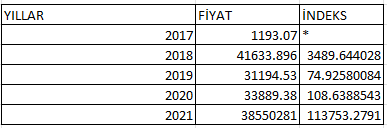 YILLAR FİYAT İNDEKS
2017 1193.07 *
2018 41633.896 3489.644028
2019 31194.53 74.92580084
2020 33889.38 108.6388543
2021 38550281 113753.2791